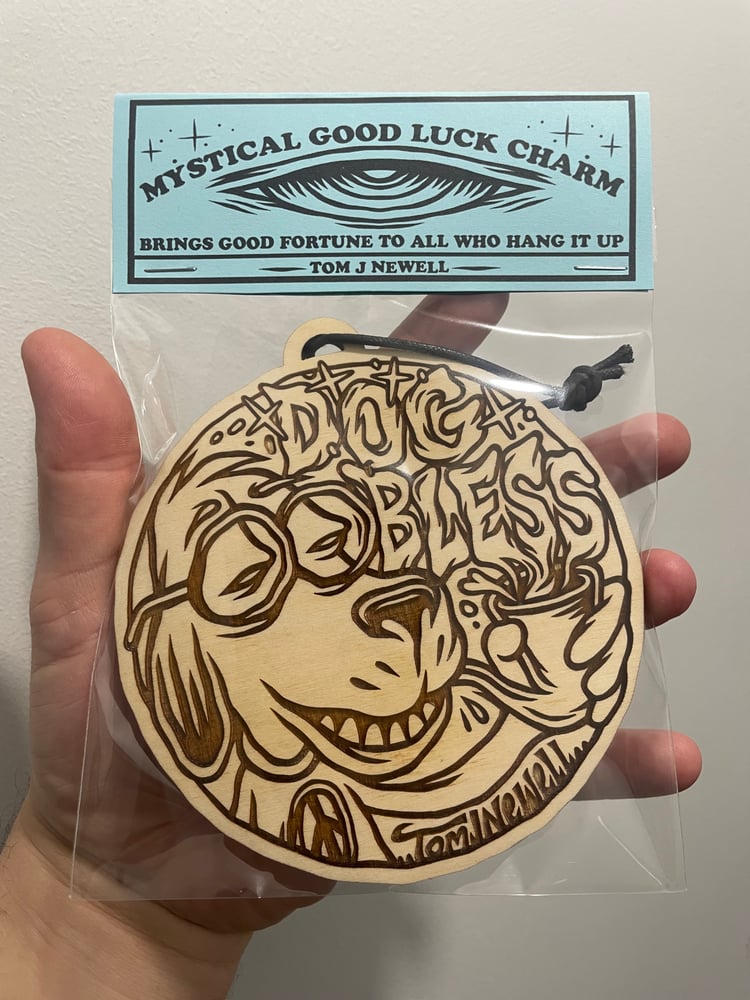 MYSTICAL GOOD LUCK CHARM
BRINGS GOOD FORTUNE TO ALL WHO HANG IT UP
TOM J NEWELL
DOG
BLESS
TOM J NEWELL